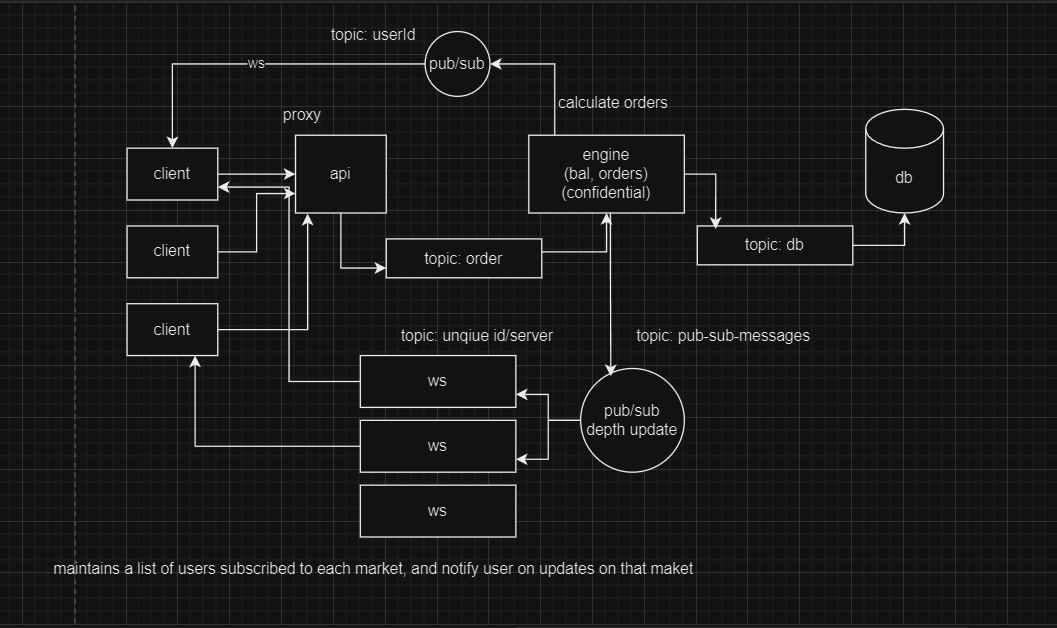 topic: userId
ws
pub/sub
calculate orders
proxy
client
api
engine
(bal, orders)
(confidential)
db
client
topic: order
topic: db
client
topic: unqiue id/server
topic: pub-sub-messages
ws
pub/sub
depth update
ws
ws
maintains a list of users subscribed to each market, and notify user on updates on that maket